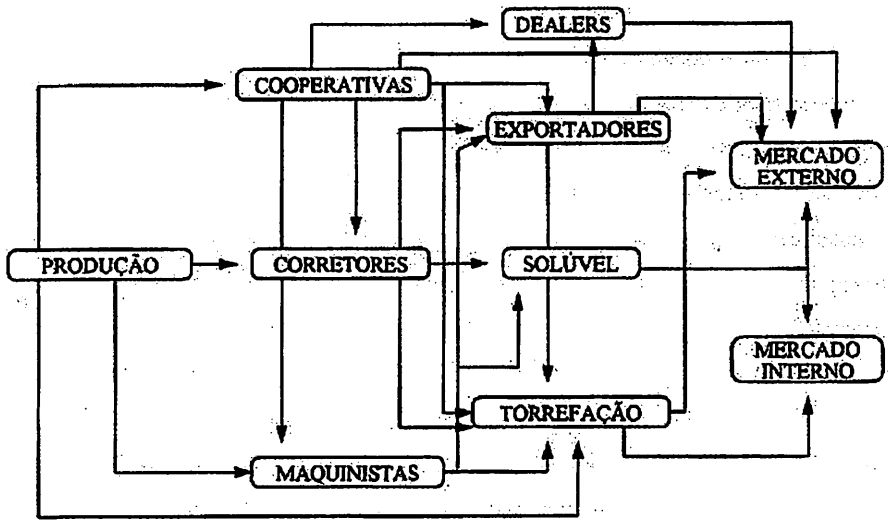 DEALERS
COOPERATIVAS
EXPORTADORES
MERCADO
EXTERNO
PRODUÇÃO
CORRETORES
SOLÚVEL
MERCADO
INTERNO
TORREFAÇÃO
MAQUINISTAS